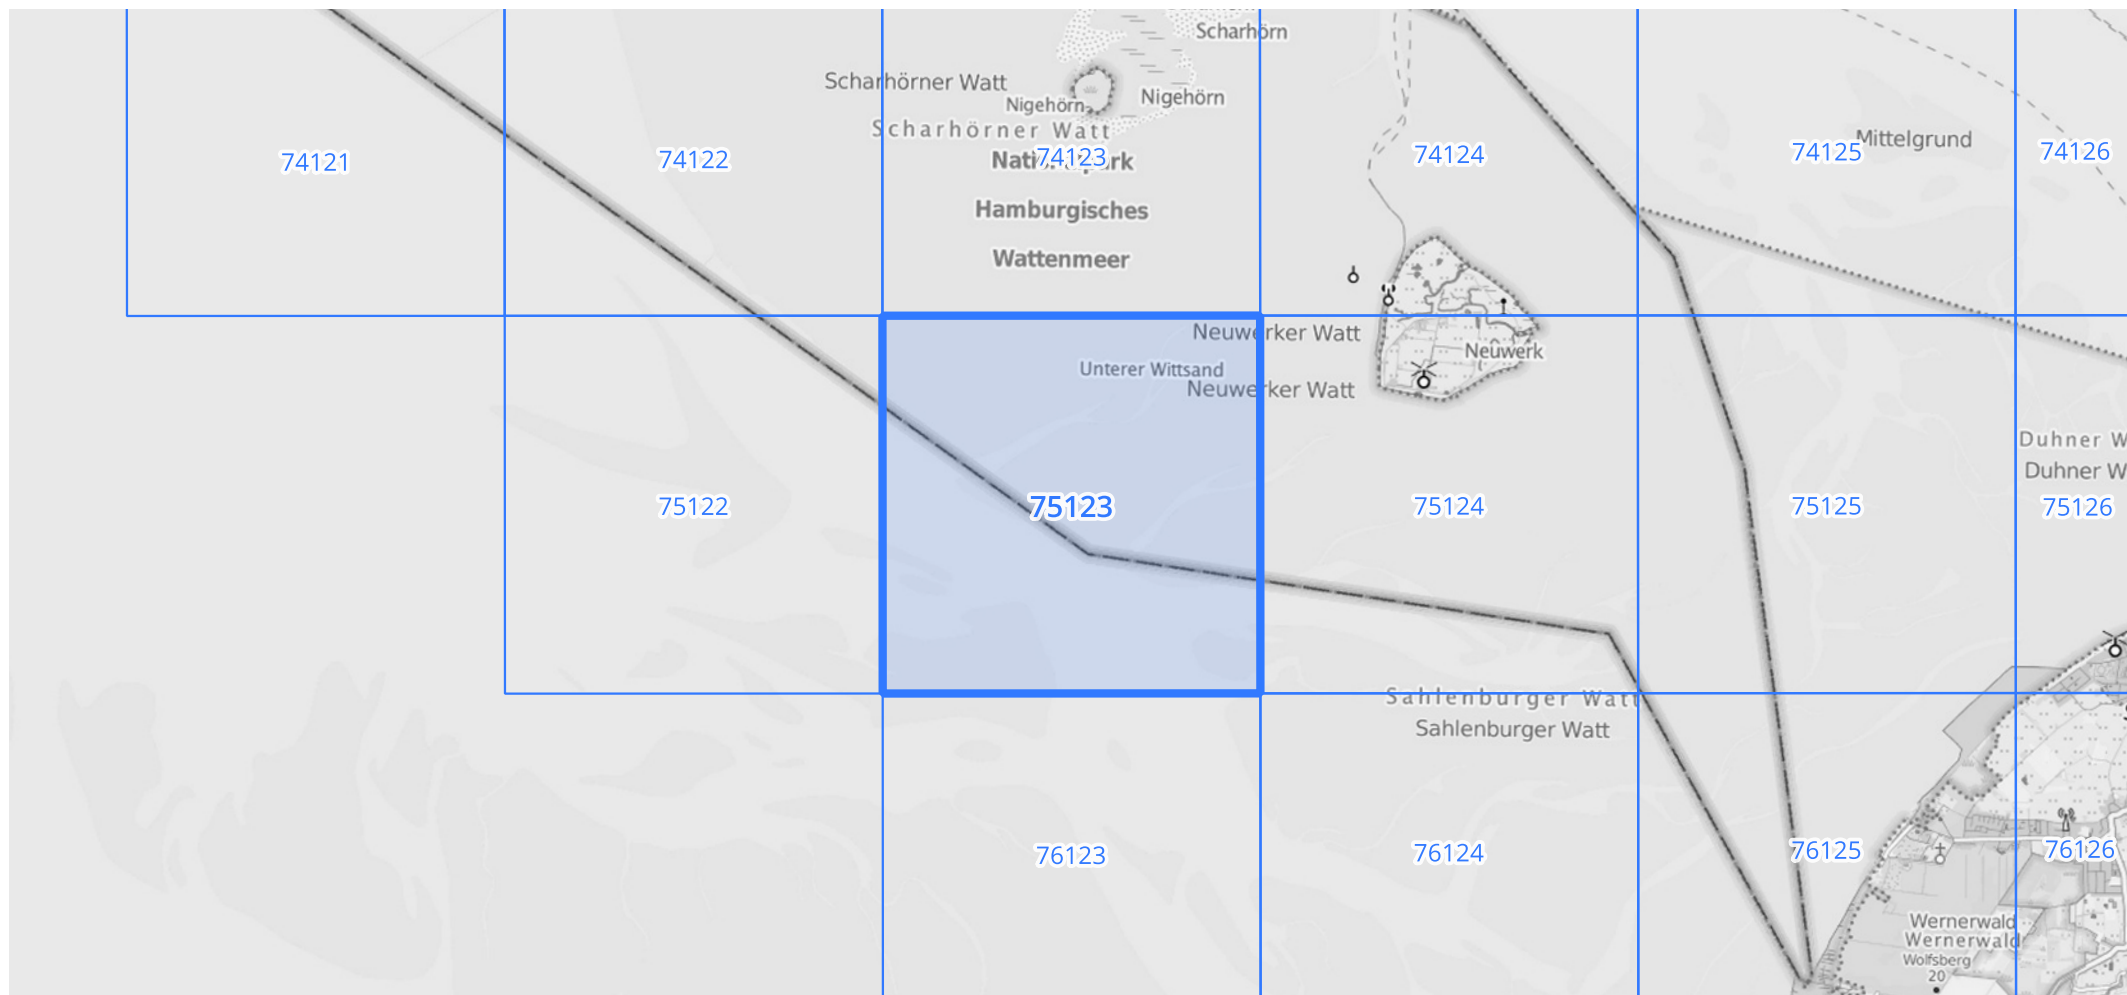 Scharhörn
Scharhörner Watt
Nigehörn
Nigehörn
Scharhörner Watt
Mittelgrund
74121
74122
74123
74124
74125
74126
Hamburgisches
Wattenmeer
Neuwerker Watt
Neuwerk
Unterer Wittsand
Neuwerker Watt
Duhner W
Duhner W
75122
75123
75124
75125
75126
Sahlenburger Watt
Sahlenburger Watt
76123
76124
76125
76126
Wernerwald
Wernerwald
Wolfsberg
20